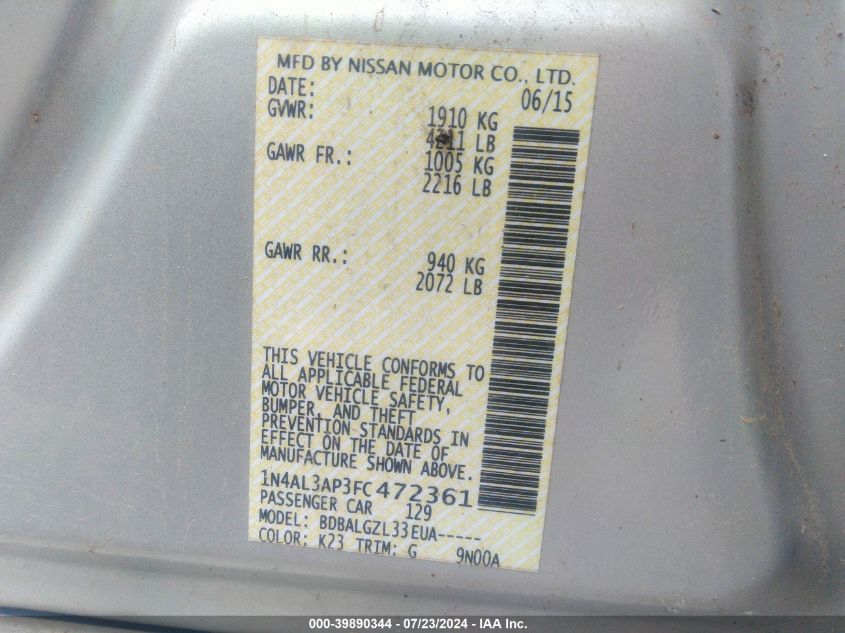 MFD BY NISSAN MOTOR CO., LTD.
DATE: 06/15
GVWR: 1910 KG
LB
GAWR FR.: 1005 KG
2216 LB
GAWR RR.: 940 KG
2072 LB
THIS VEHICLE CONFORMS TO
ALL APPLICABLE FEDERAL
MOTOR VEHICLE SAFETY,
BUMPER, AND THEFT
PREVENTION STANDARDS IN
EFFECT ON THE DATE OF
MANUFACTURE SHOWN ABOVE.
1N4AL3AP3FC472361
PASSENGER CAR 129
MODEL: BDBALGZL33EUA-----
COLOR: K23 TRIM: G 9N00A
000-39890344 - 07/23/2024 - IAA Inc.